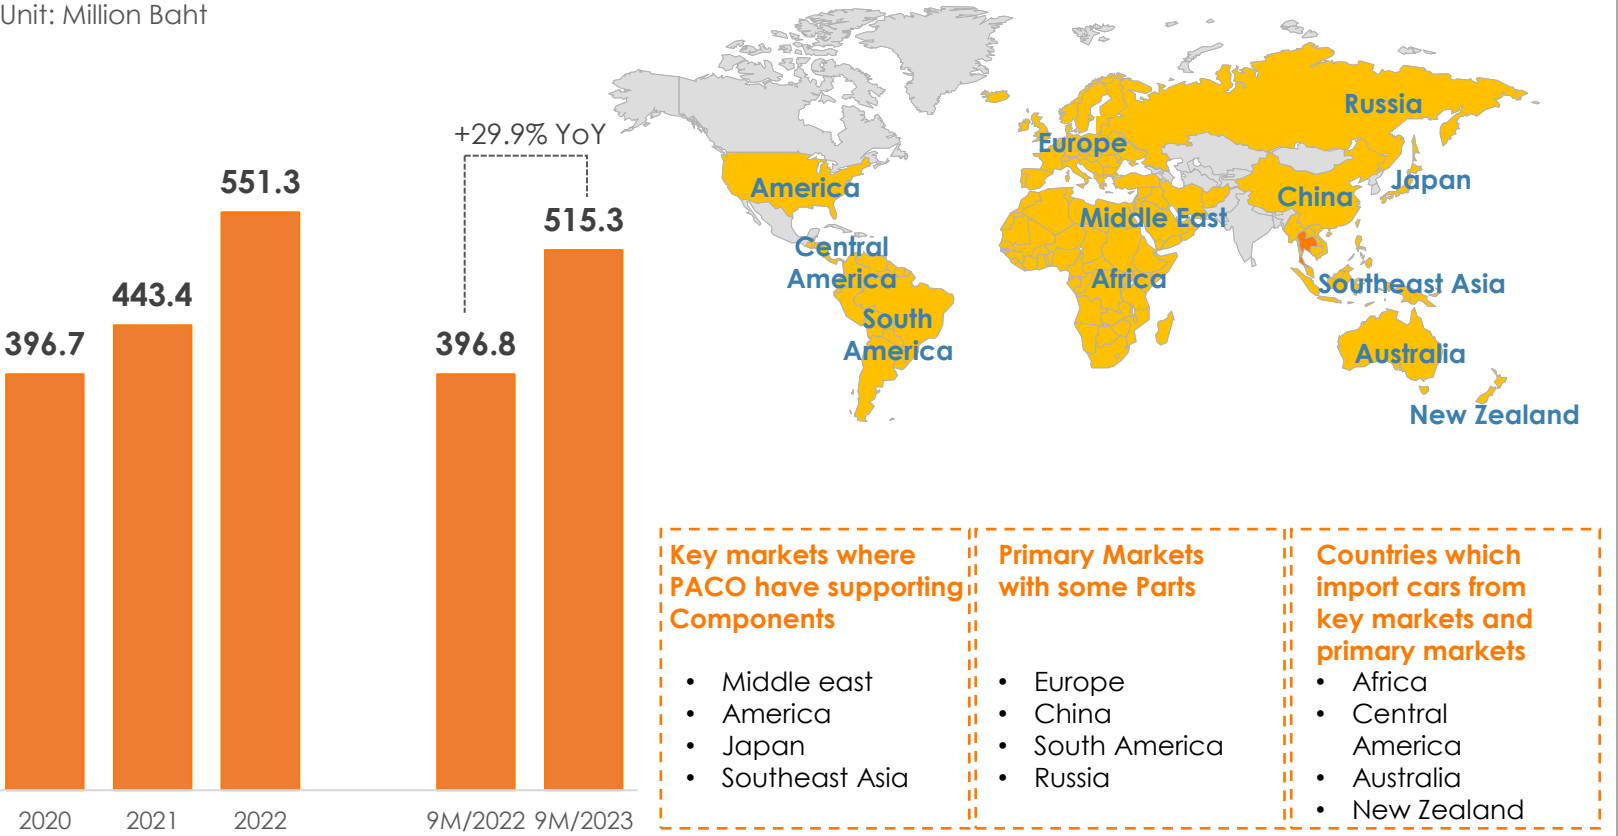 Unit: Million Baht
+29.9% YoY
551.3
515.3
443.4
396.7
396.8
2020
2021
2022
9M/2022
9M/2023
Russia
Europe
America
China
Japan
Middle East
Central
America
Africa
Southeast Asia
South
America
Australia
New Zealand
Key markets where
PACO have supporting
Components
• Middle east
• America
• Japan
• Southeast Asia
Primary Markets
with some Parts
• Europe
• China
• South America
• Russia
Countries which
import cars from
key markets and
primary markets
• Africa
• Central
America
• Australia
• New Zealand